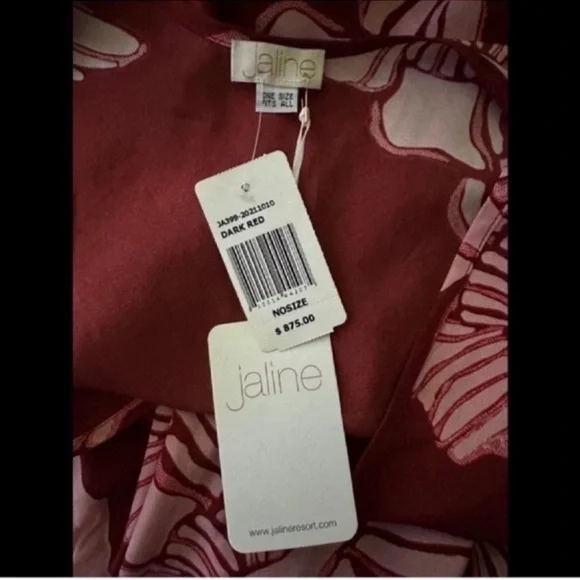 jaline
ONE SIZE
FITS ALL
JA399-20211010
DARK RED
NOSIZE
$ 875.00
jaline
www.jalineresort.com